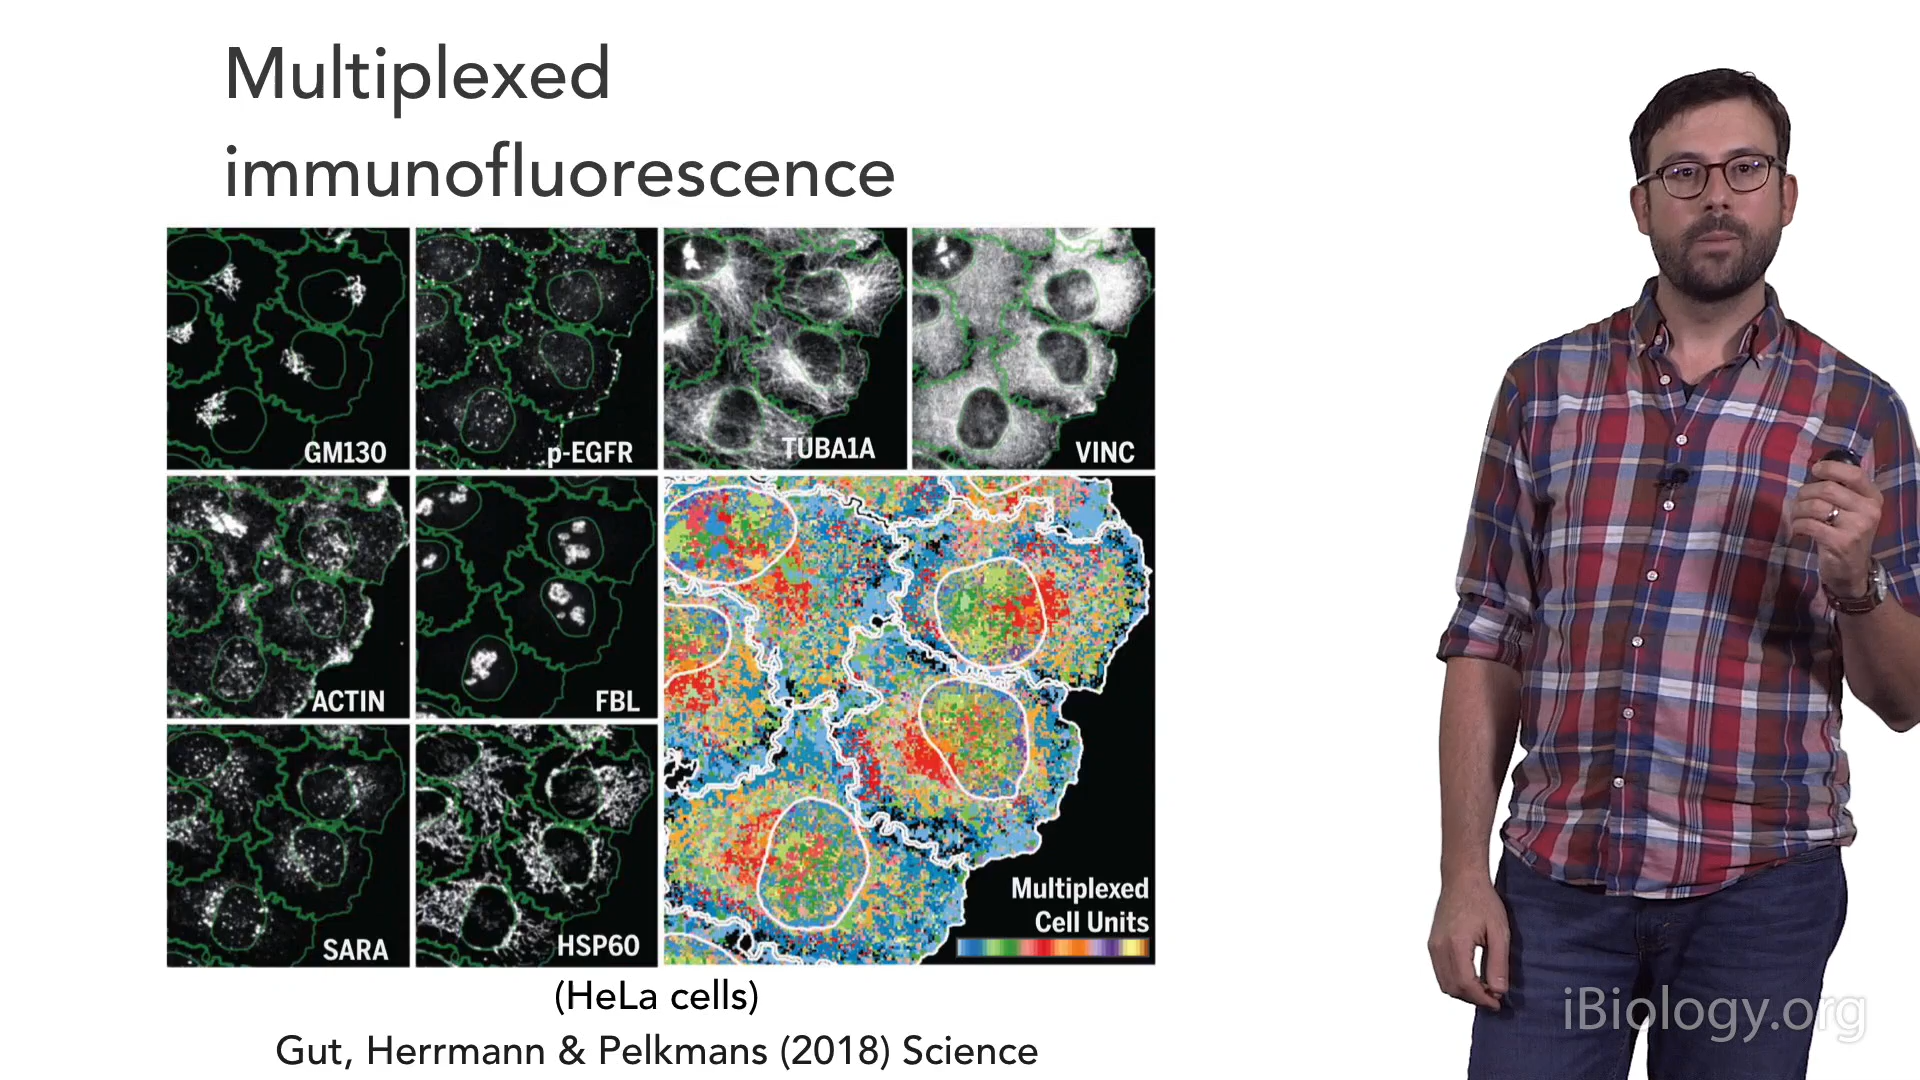 Multiplexed
immunofluorescence
GM130
p-EGFR
TUBA1A
VINC
ACTIN
FBL
SARA
HSP60
Multiplexed
Cell Units
(HeLa cells)
Gut, Herrmann & Pelkmans (2018) Science
iBiology.org